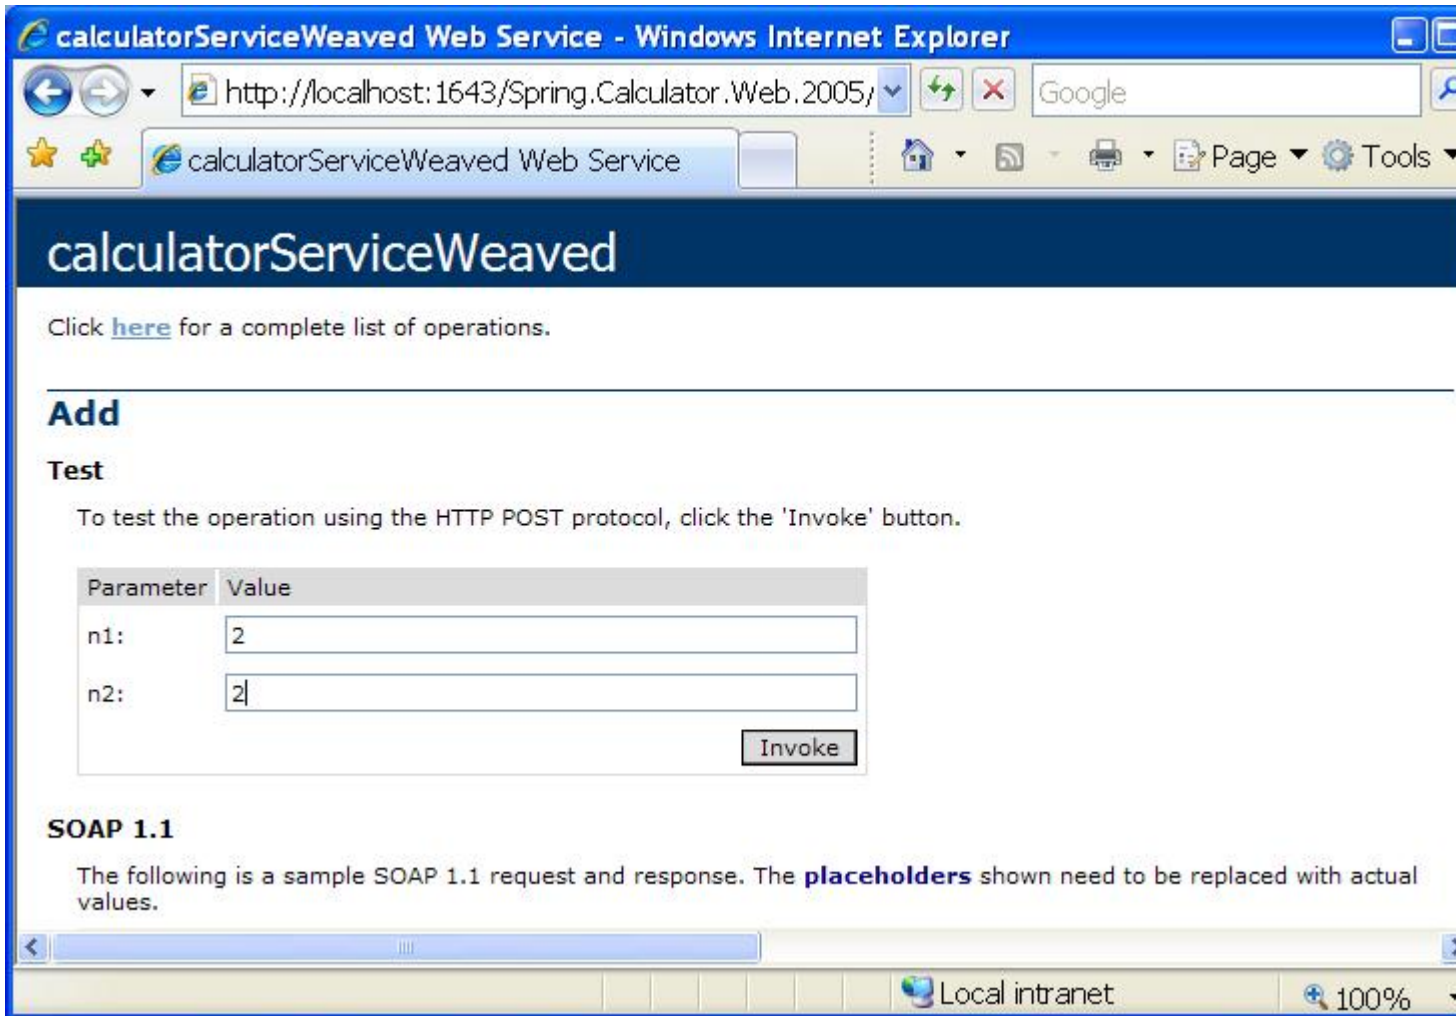 calculatorServiceWeaved Web Service - Windows Internet Explorer
http://localhost:1643/Spring.Calculator.Web.2005/
Google
calculatorServiceWeaved Web Service
Page
Tools
calculatorServiceWeaved
Click here for a complete list of operations.
Add
Test
To test the operation using the HTTP POST protocol, click the 'Invoke' button.
Parameter Value
n1: 2
n2: 2
Invoke
SOAP 1.1
The following is a sample SOAP 1.1 request and response. The placeholders shown need to be replaced with actual
values.
Local intranet
100%